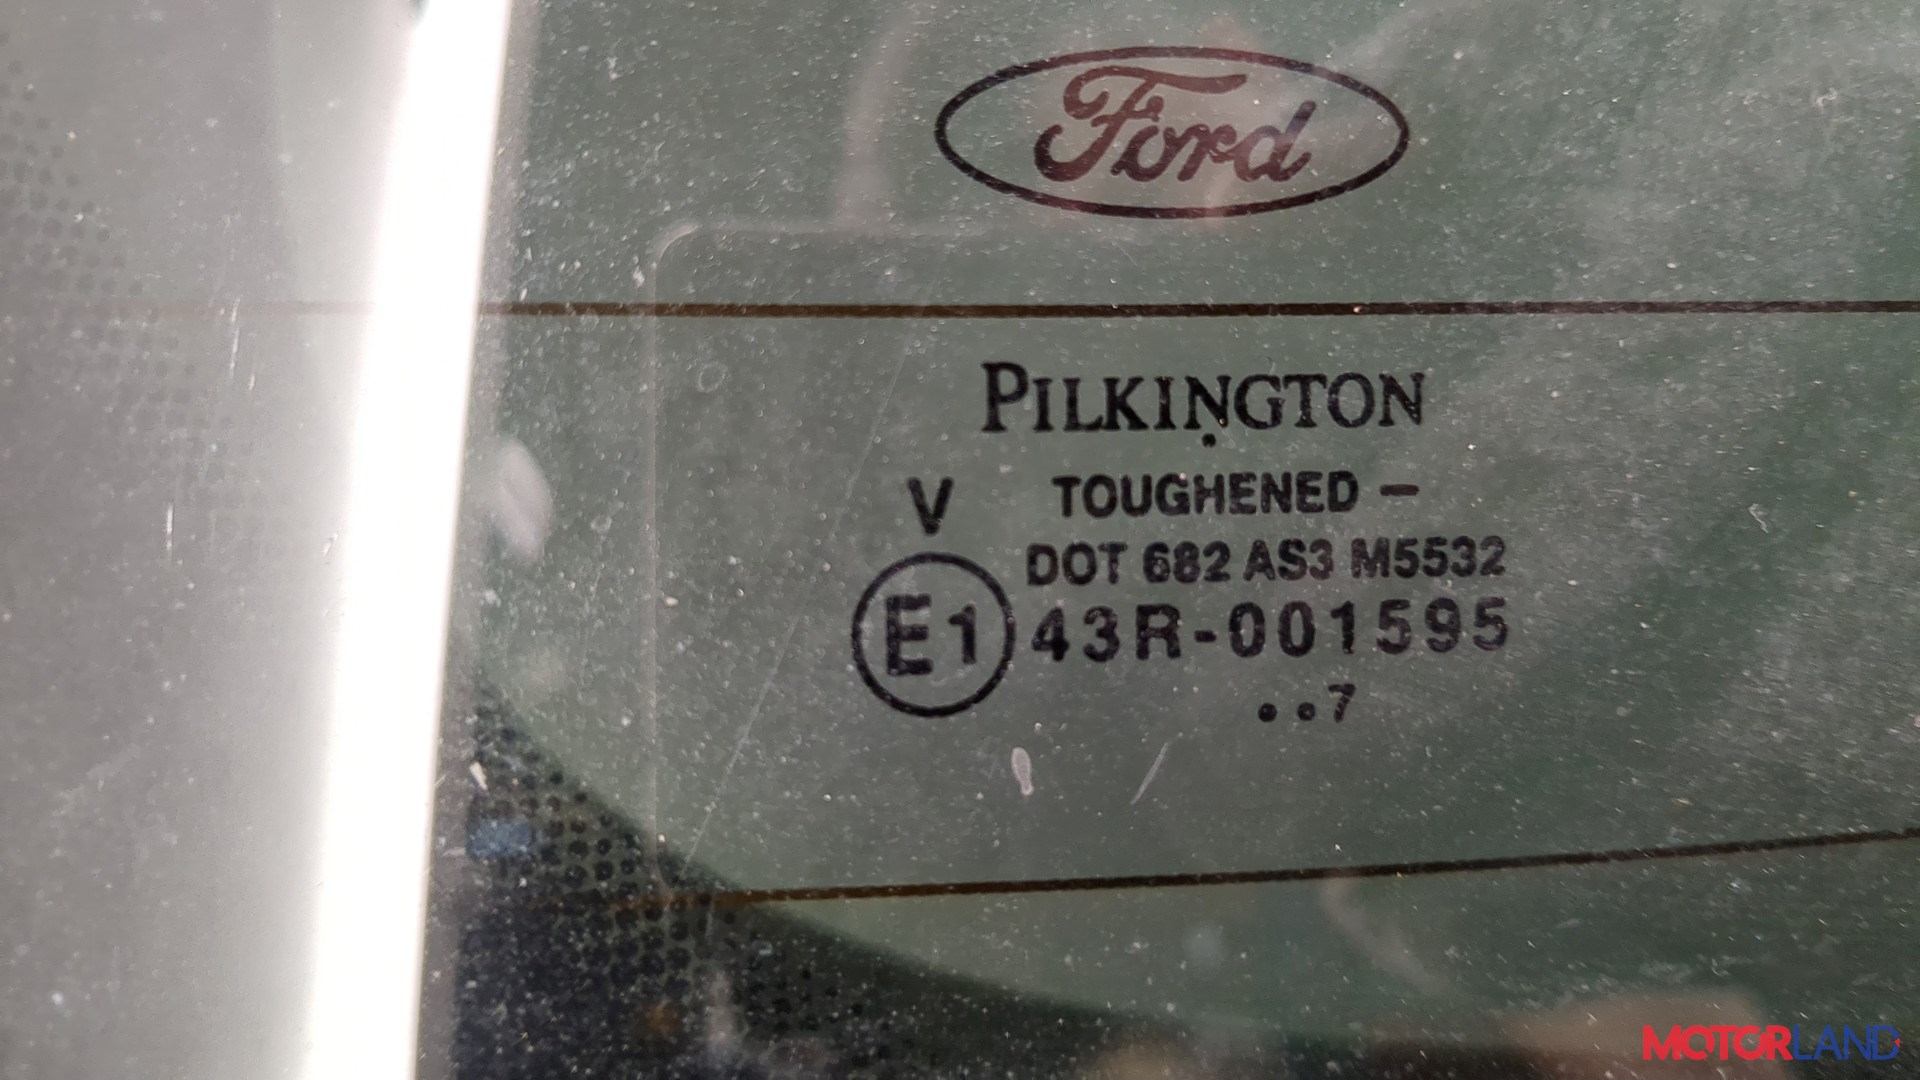 Ford
PILKINGTON
V TOUGHENED –
DOT 682 AS3 M5532
E1 43R-001595
..7
MOTORLAND